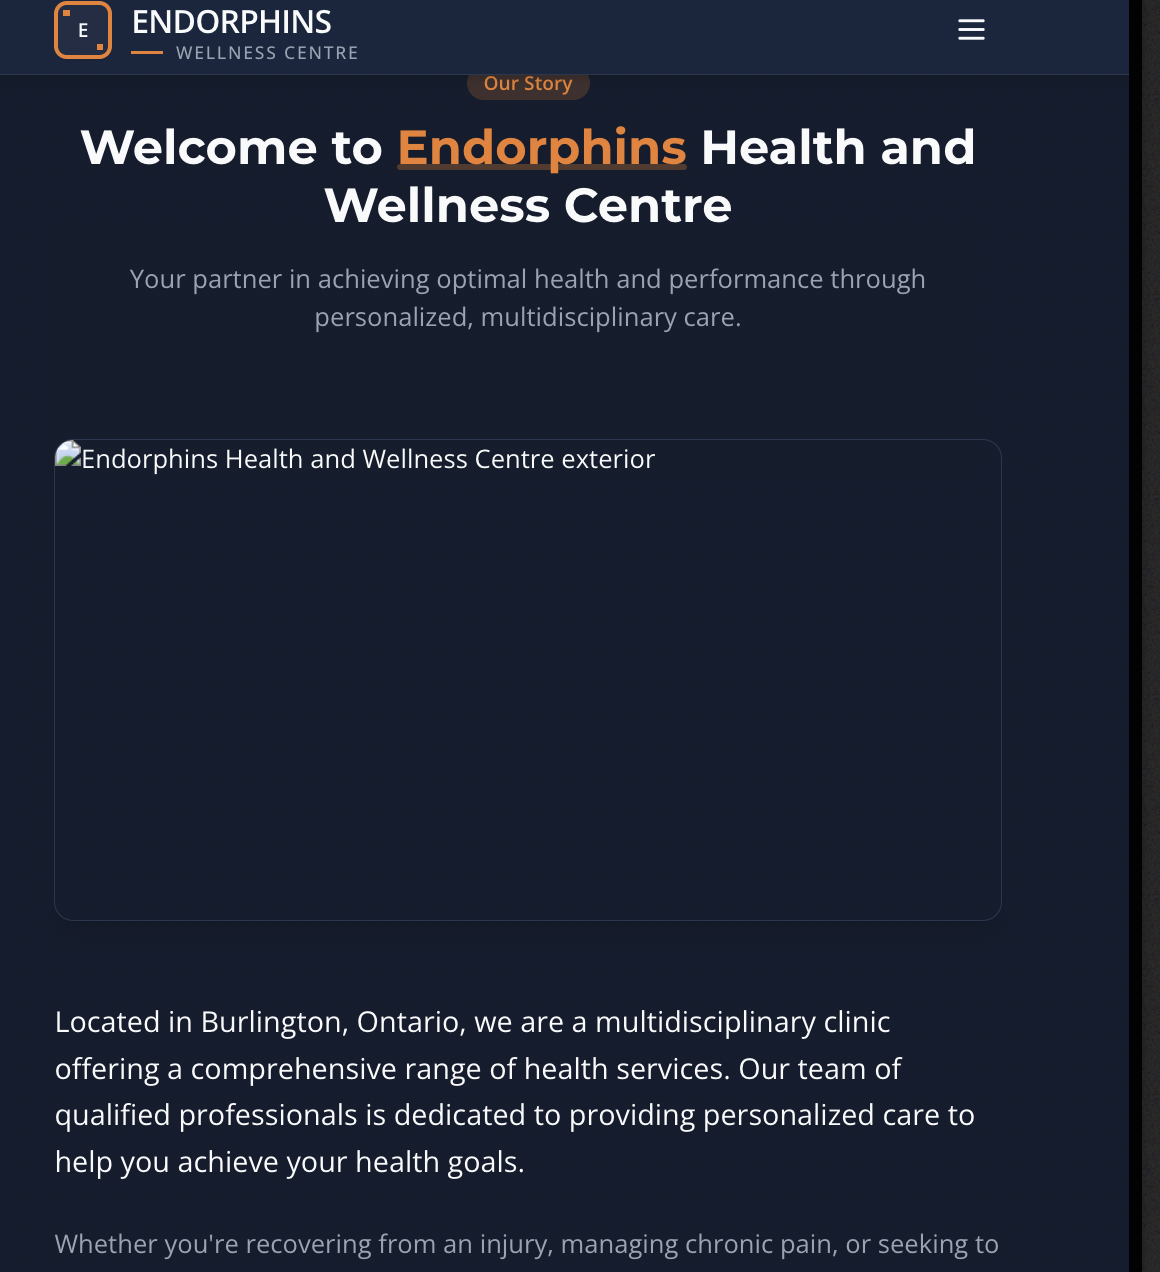 E
ENDORPHINS
WELLNESS CENTRE
Our Story
Welcome to Endorphins Health and
Wellness Centre
Your partner in achieving optimal health and performance through
personalized, multidisciplinary care.
Endorphins Health and Wellness Centre exterior
Located in Burlington, Ontario, we are a multidisciplinary clinic
offering a comprehensive range of health services. Our team of
qualified professionals is dedicated to providing personalized care to
help you achieve your health goals.
Whether you're recovering from an injury, managing chronic pain, or seeking to